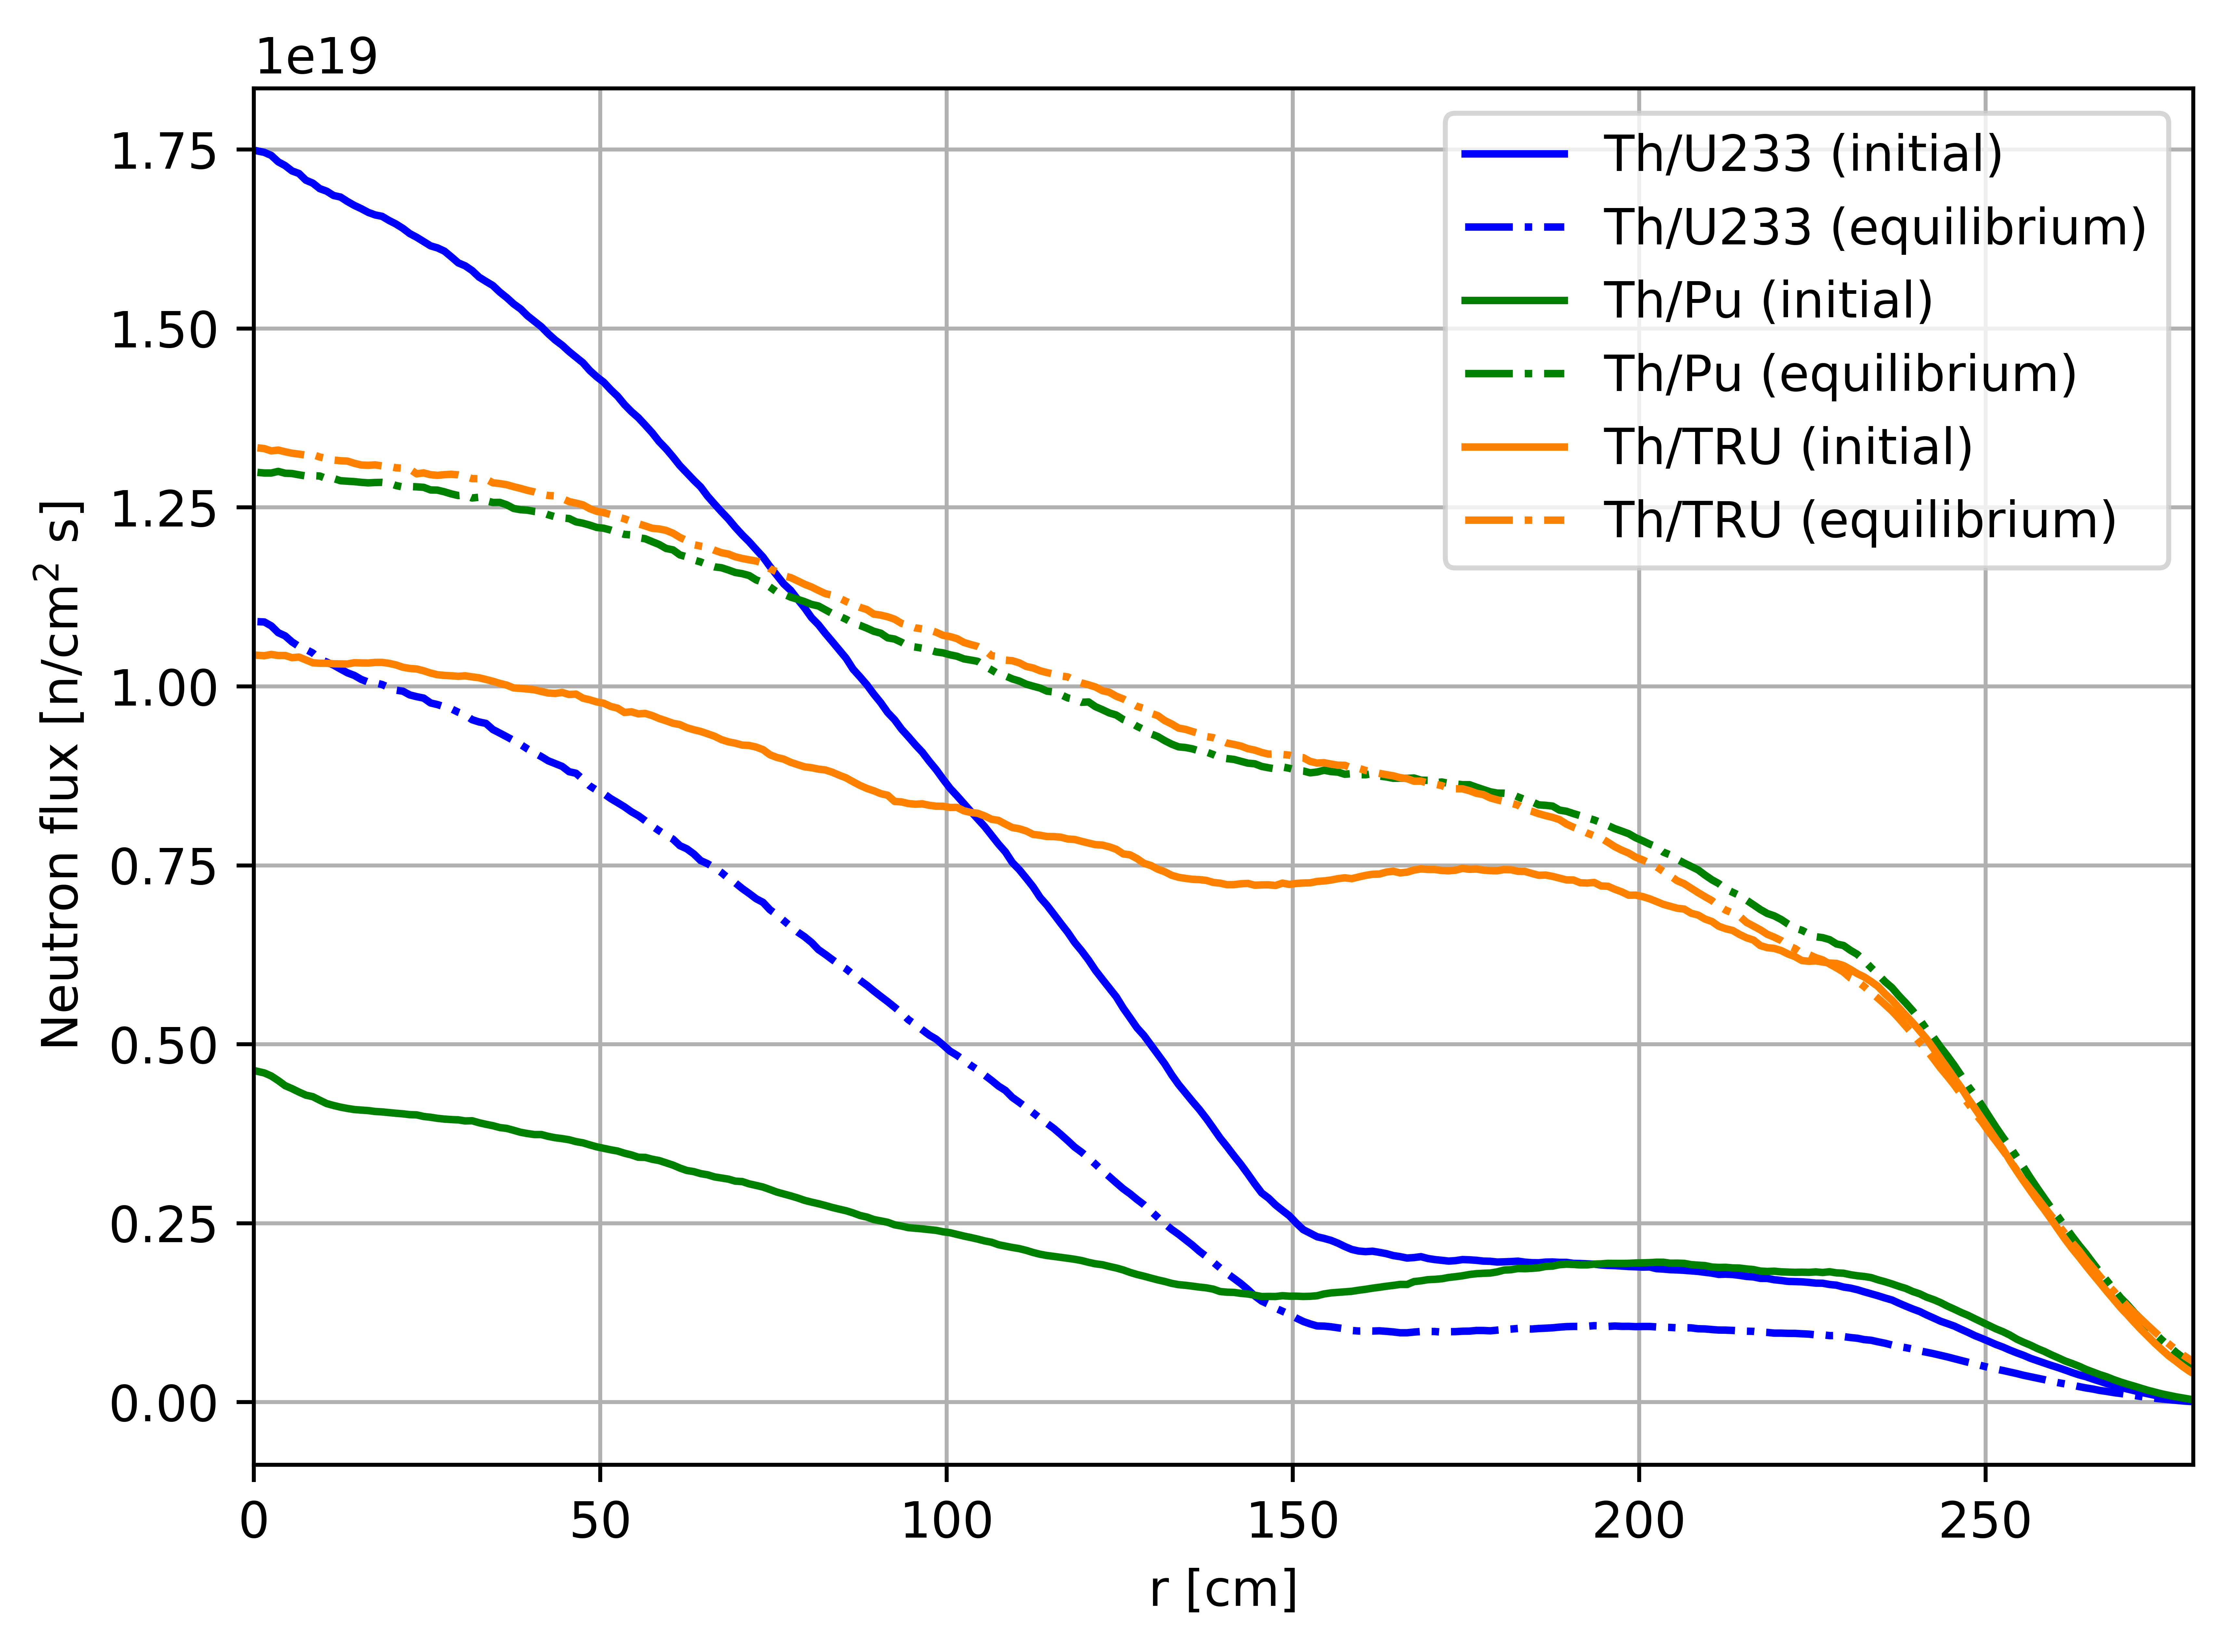 1e19
1.75
1.50
1.25
1.00
0.75
0.50
0.25
0.00
Neutron flux [n/cm² s]
Th/U233 (initial)
Th/U233 (equilibrium)
Th/Pu (initial)
Th/Pu (equilibrium)
Th/TRU (initial)
Th/TRU (equilibrium)
0 50 100 150 200 250
r [cm]